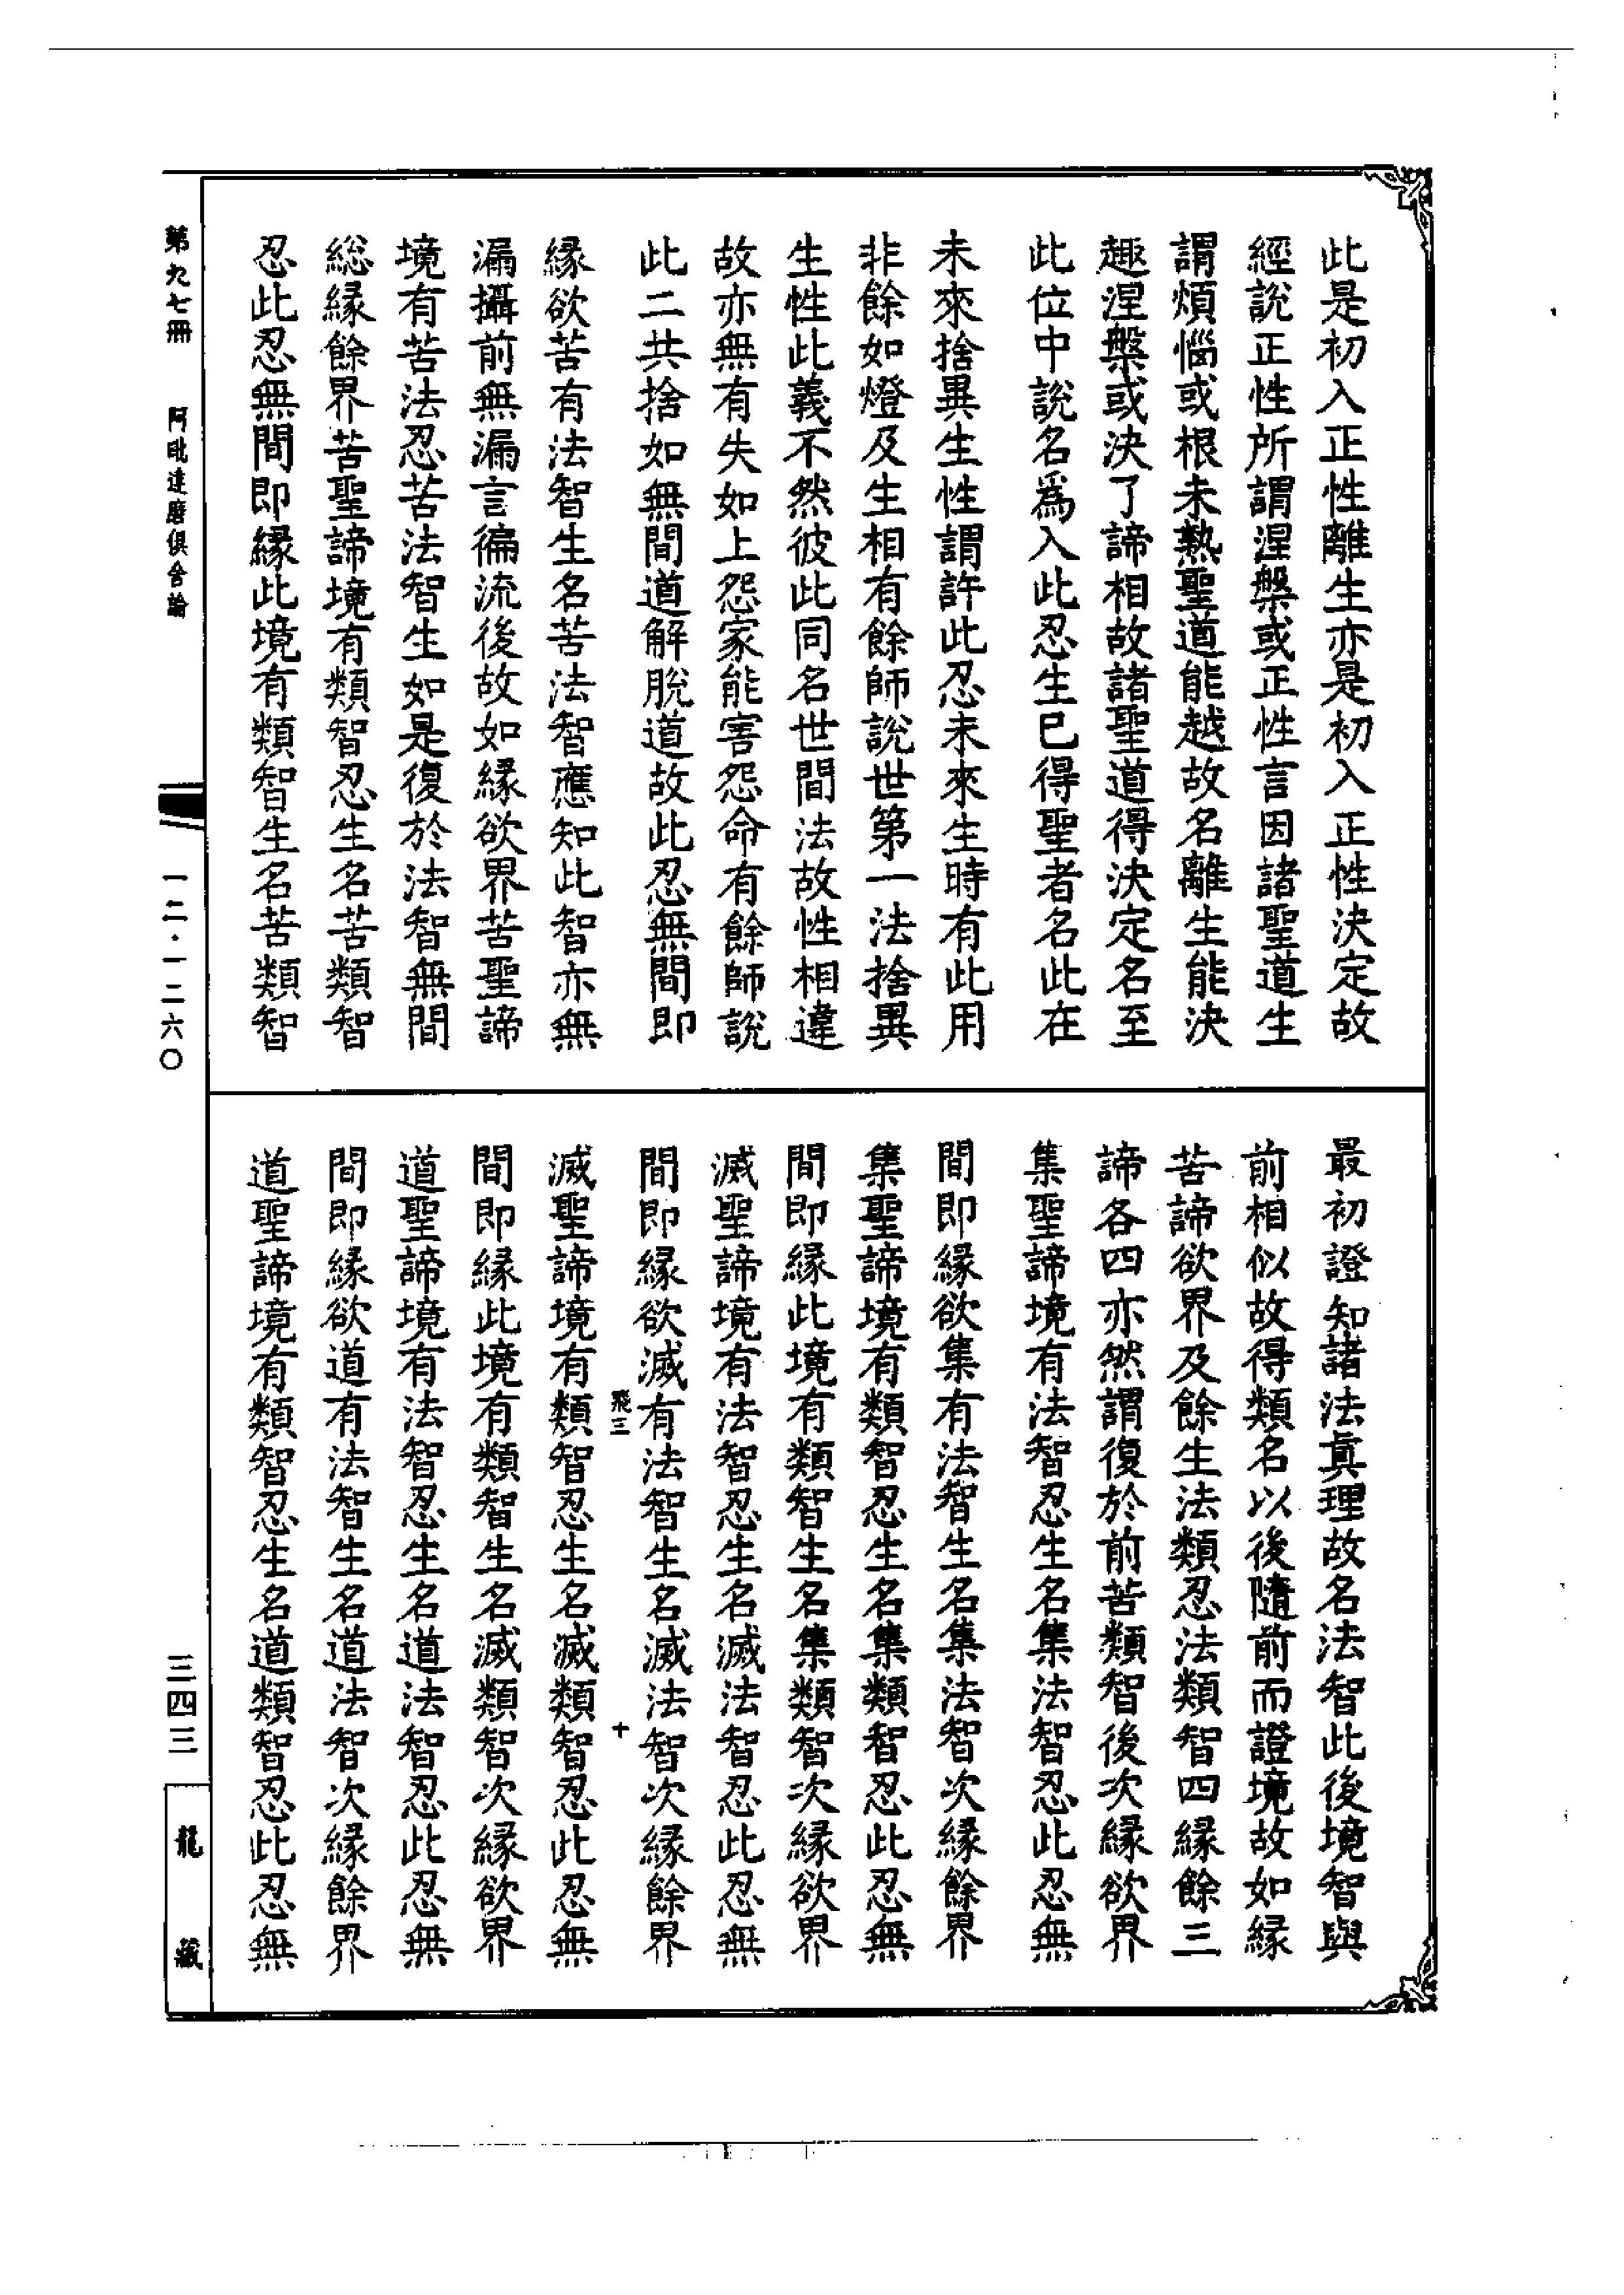 此是初入正性離生亦是初入正性決定故
經說正性所謂涅槃或正性言因諸聖道生
謂煩惱或根未熟聖道能越故名離生能決
趣涅槃或決了諦相故諸聖道得決定名至
此位中說名爲入此忍生已得聖者名此在
未來捨異生性謂許此忍未來生時有此用
非餘如燈及生相有餘師說世第一法捨異
生性此義不然彼此同名世間法故性相違
故亦無有失如上怨家能害怨命有餘師說
此二共捨如無間道解脫道故此忍無間即
緣欲苦有法智生名苦法智應知此智亦無
漏攝前無漏言徧流後故如緣欲界苦聖諦
境有苦法忍苦法智生如是復於法智無間
総緣餘界苦聖諦境有類智忍生名苦類智
忍此忍無間即緣此境有類智生名苦類智
最初證知諸法眞理故名法智此後境智與
前相似故得類名以後隨前而證境故如緣
苦諦欲界及餘生法類忍法類智四緣餘三
諦各四亦然謂復於前苦類智後次緣欲界
集聖諦境有法智忍生名集法智忍此忍無
間即緣欲集有法智生名集法智次緣餘界
集聖諦境有類智忍生名集類智忍此忍無
間即緣此境有類智生名集類智次緣欲界
滅聖諦境有法智忍生名滅法智忍此忍無
間即緣欲滅有法智生名滅法智次緣餘界
飛三 十
滅聖諦境有類智忍生名滅類智忍此忍無
間即緣此境有類智生名滅類智次緣欲界
道聖諦境有法智忍生名道法智忍此忍無
間即緣欲道有法智生名道法智次緣餘界
道聖諦境有類智忍生名道類智忍此忍無
第九七冊 阿毗達磨俱舍論 一二·一二六〇 三四三 龍藏